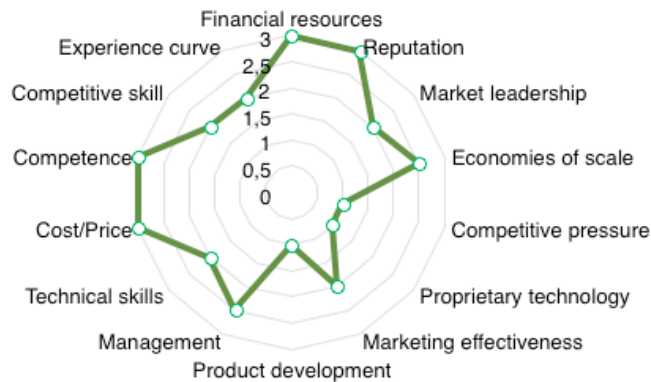 Financial resources
Reputation
Market leadership
Economies of scale
Competitive pressure
Proprietary technology
Marketing effectiveness
Product development
Management
Technical skills
Cost/Price
Competence
Competitive skill
Experience curve
3
2,5
2
1,5
1
0,5
0